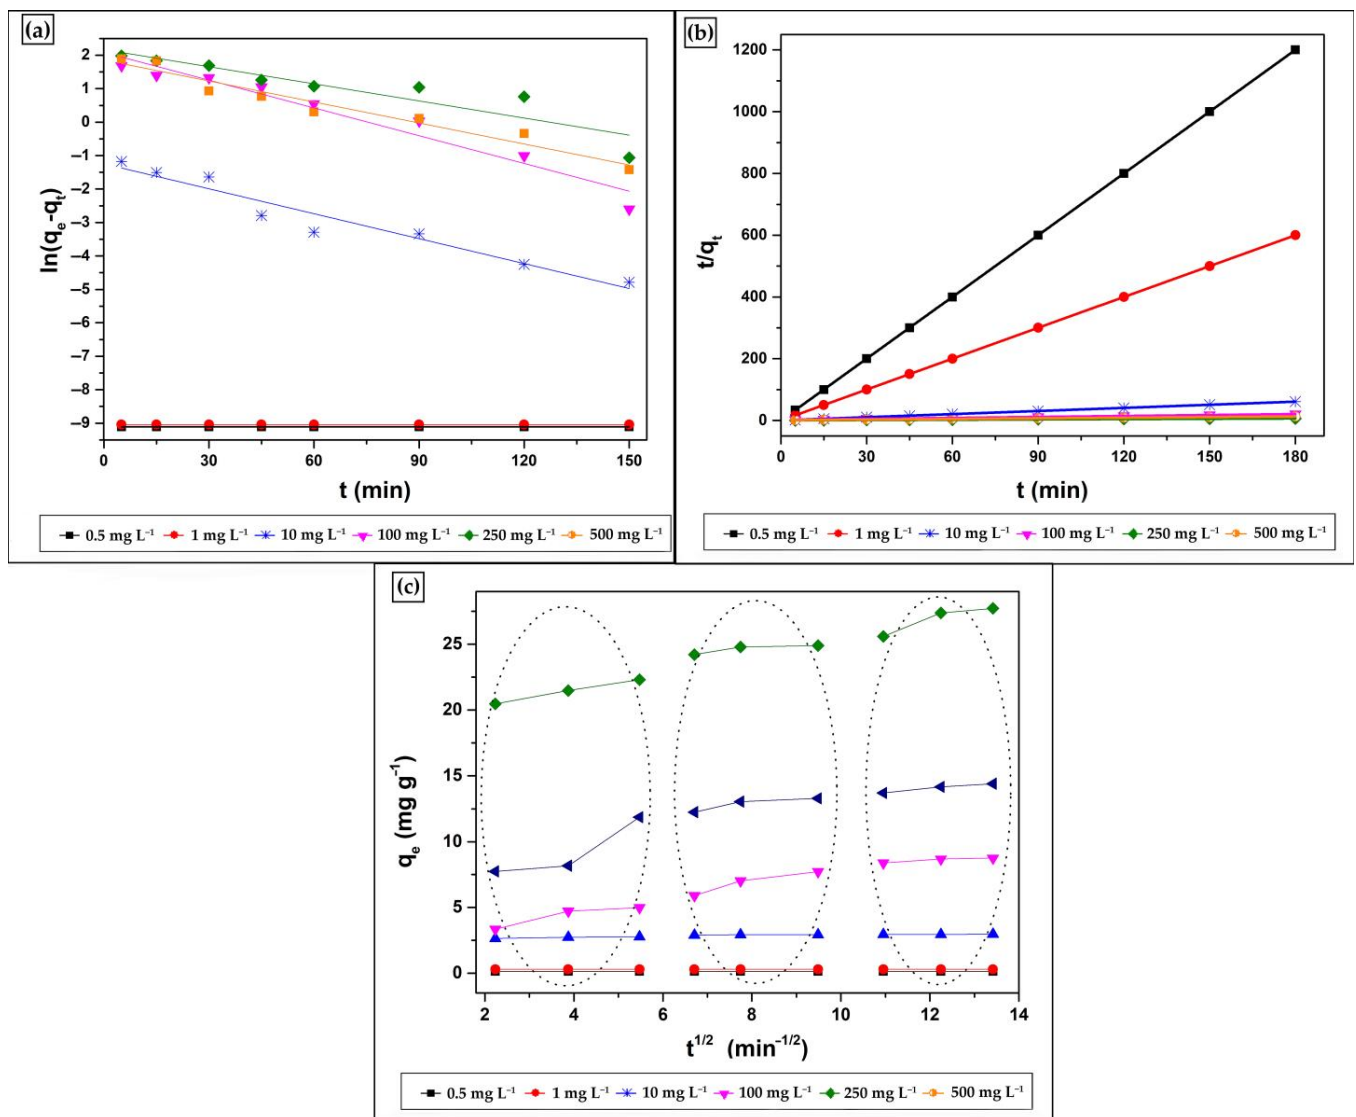 (a)
ln(qe-qt)
2
1
0
−1
−2
−3
−4
−5
−6
−7
−8
−9
0 30 60 90 120 150
t (min)
0.5 mg L⁻¹ 1 mg L⁻¹ 10 mg L⁻¹ 100 mg L⁻¹ 250 mg L⁻¹ 500 mg L⁻¹
(b)
t/qt
1200
1000
800
600
400
200
0
0 30 60 90 120 150 180
t (min)
0.5 mg L⁻¹ 1 mg L⁻¹ 10 mg L⁻¹ 100 mg L⁻¹ 250 mg L⁻¹ 500 mg L⁻¹
(c)
qe (mg g⁻¹)
25
20
15
10
5
0
2 4 6 8 10 12 14
t^1/2 (min^−1/2)
0.5 mg L⁻¹ 1 mg L⁻¹ 10 mg L⁻¹ 100 mg L⁻¹ 250 mg L⁻¹ 500 mg L⁻¹